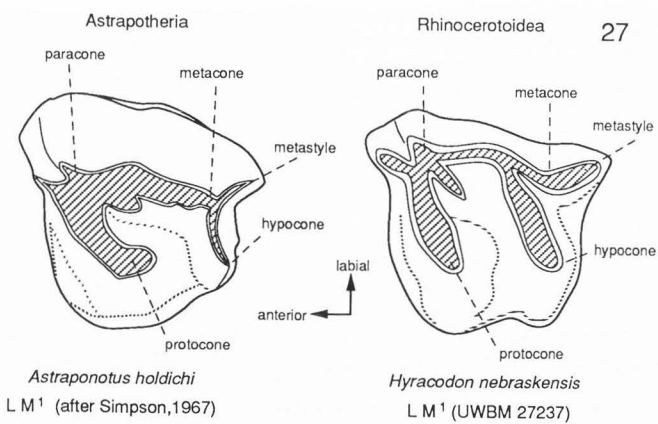 Astrapotheria
Rhinocerotoidea
27
paracone
metacone
metastyle
hypocone
protocone
paracone
metacone
metastyle
hypocone
protocone
labial
anterior
Astraponotus holdichi
L M¹ (after Simpson,1967)
Hyracodon nebraskensis
L M¹ (UWBM 27237)